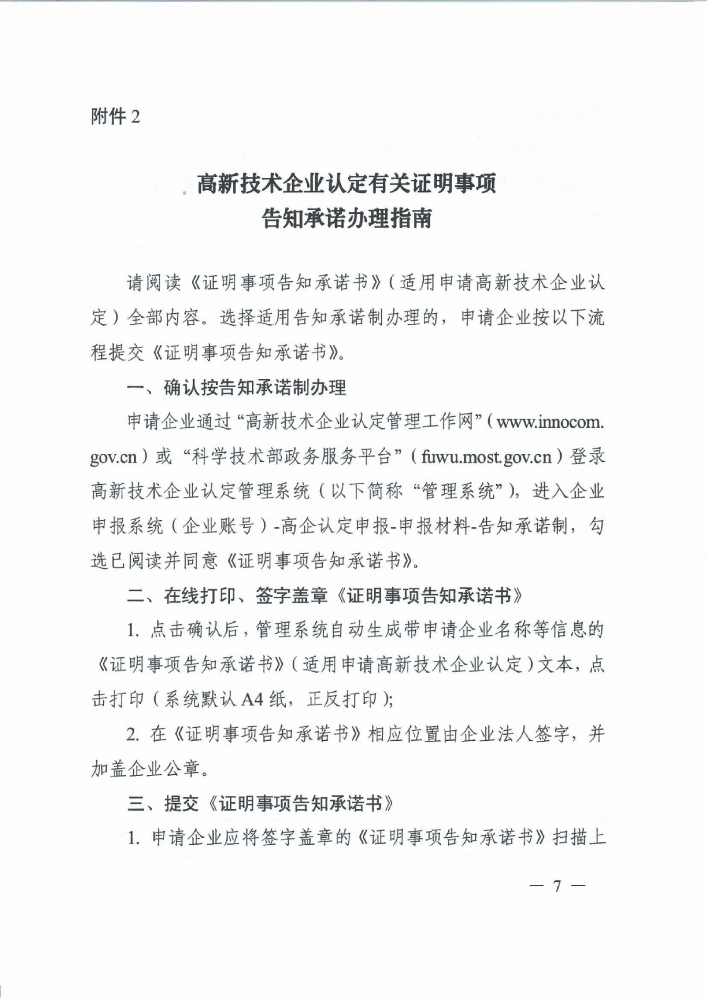 附件2
高新技术企业认定有关证明事项
告知承诺办理指南
请阅读《证明事项告知承诺书》(适用申请高新技术企业认
定)全部内容。选择适用告知承诺制办理的，申请企业按以下流
程提交《证明事项告知承诺书》。
一、确认按告知承诺制办理
申请企业通过“高新技术企业认定管理工作网”(www.innocom.
gov.cn)或“科学技术部政务服务平台”(fuwu.most.gov.cn)登录
高新技术企业认定管理系统(以下简称“管理系统”)，进入企业
申报系统(企业账号)-高企认定申报-申报材料-告知承诺制，勾
选已阅读并同意《证明事项告知承诺书》。
二、在线打印、签字盖章《证明事项告知承诺书》
1. 点击确认后，管理系统自动生成带申请企业名称等信息的
《证明事项告知承诺书》(适用申请高新技术企业认定)文本，点
击打印(系统默认A4纸，正反打印);
2. 在《证明事项告知承诺书》相应位置由企业法人签字，并
加盖企业公章。
三、提交《证明事项告知承诺书》
1. 申请企业应将签字盖章的《证明事项告知承诺书》扫描上
— 7 —